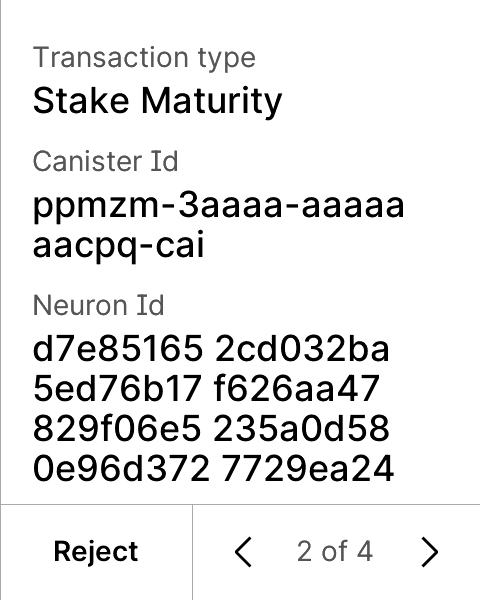 Transaction type
Stake Maturity
Canister Id
ppmzm-3aaaa-aaaaa
aacpq-cai
Neuron Id
d7e85165 2cd032ba
5ed76b17 f626aa47
829f06e5 235a0d58
0e96d372 7729ea24
Reject
2 of 4